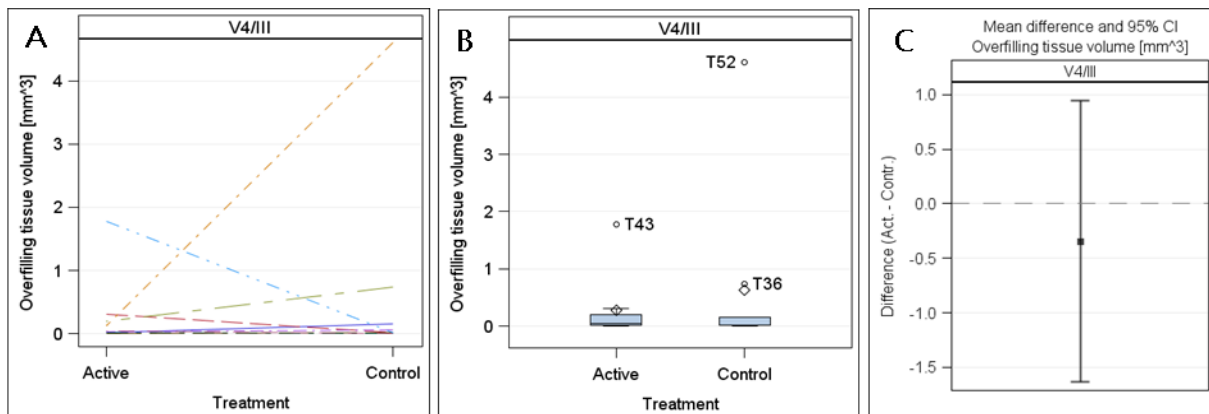 A
V4/III
Overfilling tissue volume [mm^3]
4
3
2
1
0
Active
Control
Treatment
B
V4/III
Overfilling tissue volume [mm^3]
T52
4
3
2
T43
1
T36
0
Active
Control
Treatment
C
Mean difference and 95% CI
Overfilling tissue volume [mm^3]
V4/III
Difference (Act. - Contr.)
1.0
0.5
0.0
-0.5
-1.0
-1.5